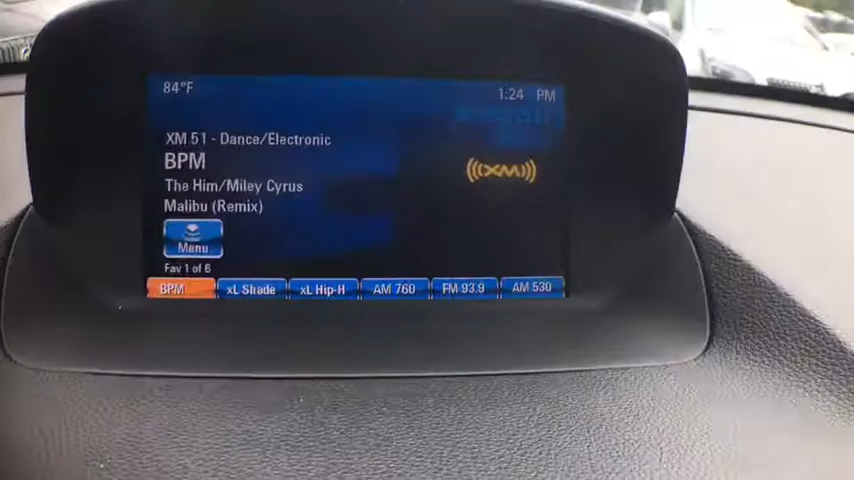 84°F 1:24 PM
XM 51 - Dance/Electronic
BPM
The Him/Miley Cyrus
Malibu (Remix)
((XM))
Menu
Fav 1 of 6
BPM xL Shade xL Hip-H AM 760 FM 93.9 AM 530